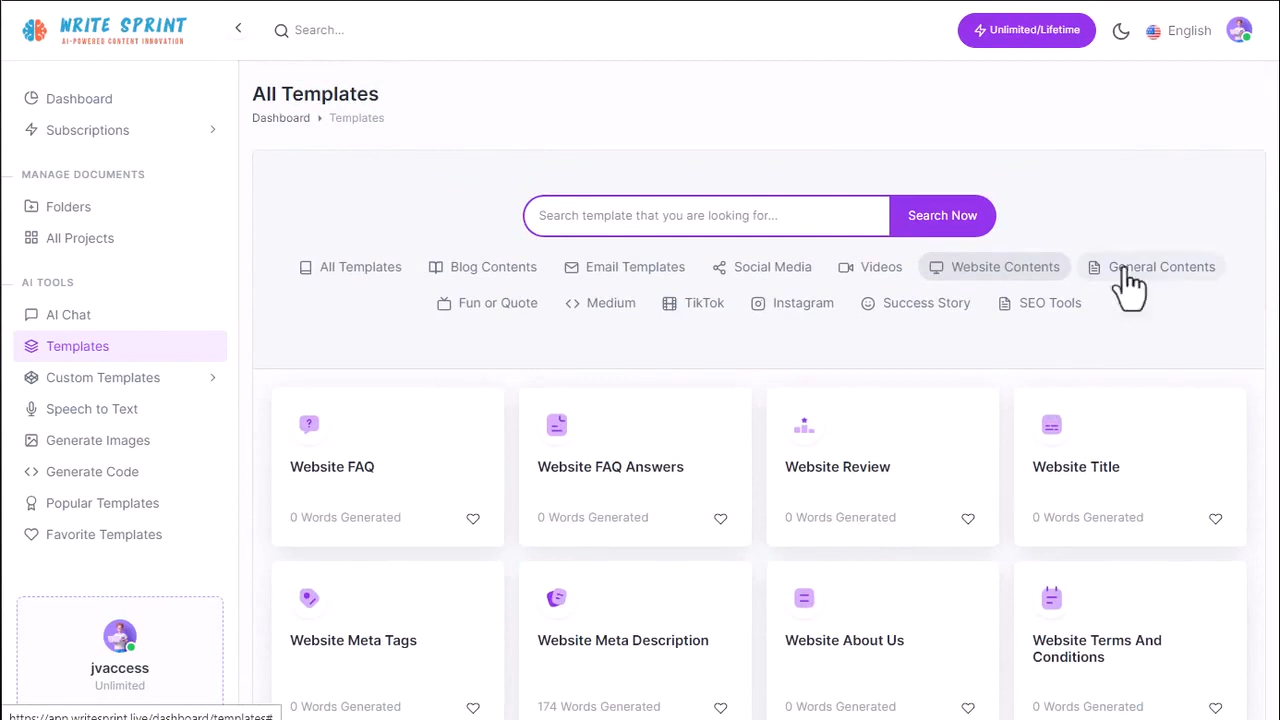 WRITE SPRINT
AI-POWERED CONTENT INNOVATION
Search...
Unlimited/Lifetime
English
Dashboard
Subscriptions
MANAGE DOCUMENTS
Folders
All Projects
AI TOOLS
AI Chat
Templates
Custom Templates
Speech to Text
Generate Images
Generate Code
Popular Templates
Favorite Templates
jvaccess
Unlimited
https://app.writesprint.live/dashboard/templates#
All Templates
Dashboard Templates
Search template that you are looking for... Search Now
All Templates Blog Contents Email Templates Social Media Videos Website Contents General Contents
Fun or Quote Medium TikTok Instagram Success Story SEO Tools
Website FAQ
0 Words Generated
Website FAQ Answers
0 Words Generated
Website Review
0 Words Generated
Website Title
0 Words Generated
Website Meta Tags
0 Words Generated
Website Meta Description
174 Words Generated
Website About Us
0 Words Generated
Website Terms And
Conditions
0 Words Generated